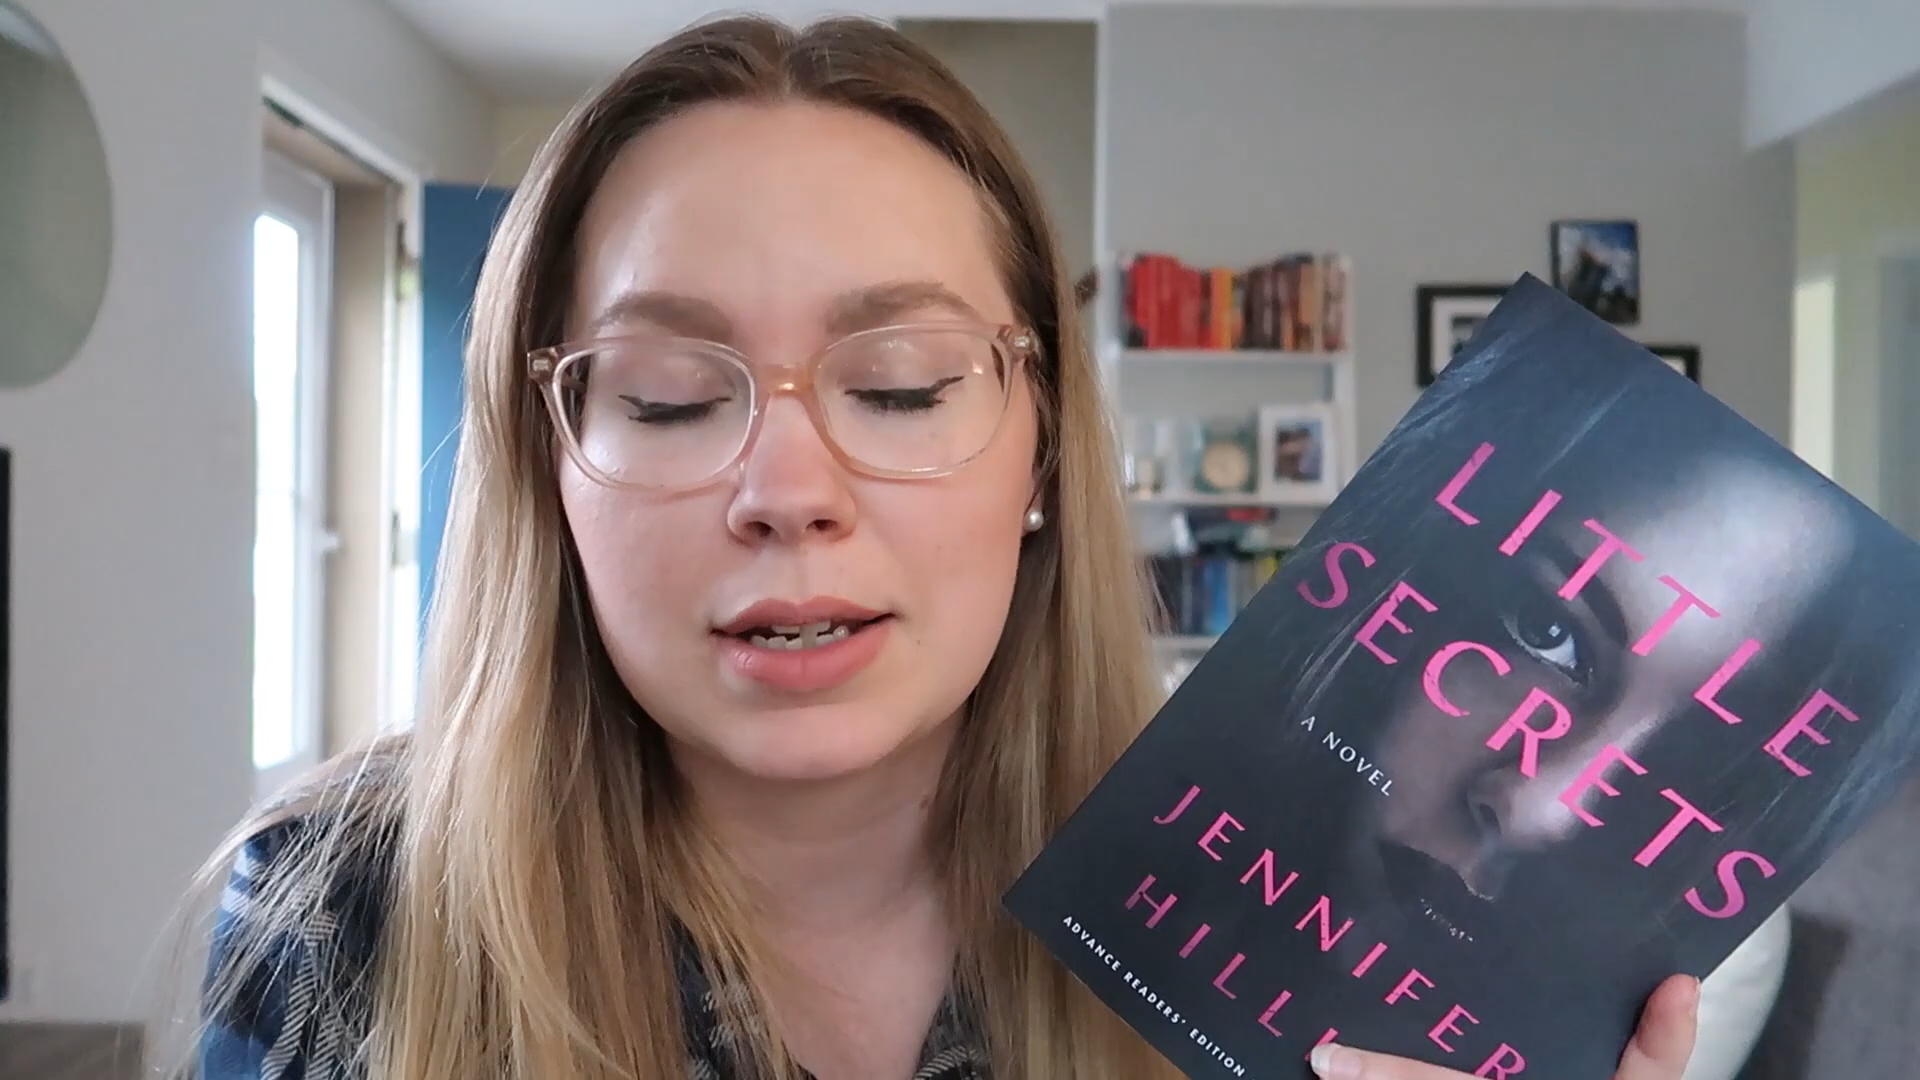 LITTLE
SECRETS
A NOVEL
JENNIFER
ADVANCE READERS' EDITION